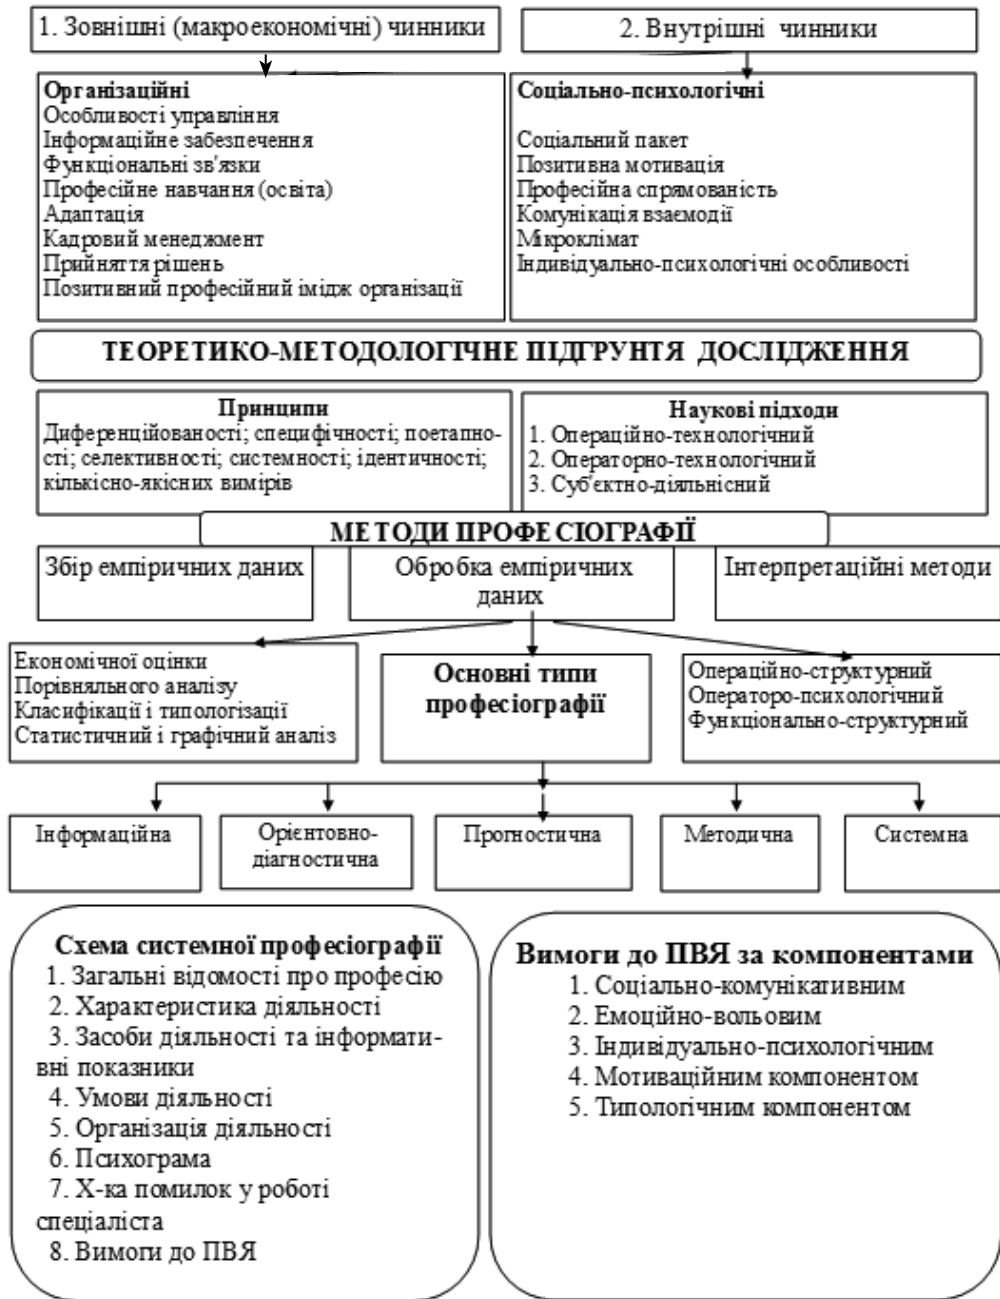 1. Зовнішні (макроекономічні) чинники
2. Внутрішні чинники
Організаційні
Особливості управління
Інформаційне забезпечення
Функціональні зв'язки
Професійне навчання (освіта)
Адаптація
Кадровий менеджмент
Прийняття рішень
Позитивний професійний імідж організації
Соціально-психологічні
Соціальний пакет
Позитивна мотивація
Професійна спрямованість
Комунікація взаємодії
Мікроклімат
Індивідуально-психологічні особливості
ТЕОРЕТИКО-МЕТОДОЛОГІЧНЕ ПІДГРУНТЯ ДОСЛІДЖЕННЯ
Принципи
Диференційованості; специфічності; поетапно-
сті; селективності; системності; ідентичності;
кількісно-якісних вимірів
Наукові підходи
1. Операційно-технологічний
2. Операторно-технологічний
3. Суб'єктно-діяльнісний
МЕТОДИ ПРОФЕСІОГРАФІЇ
Збір емпіричних даних
Обробка емпіричних
даних
Інтерпретаційні методи
Економічної оцінки
Порівняльного аналізу
Класифікації і типологізації
Статистичний і графічний аналіз
Основні типи
професіографії
Операційно-структурний
Операторо-психологічний
Функціонально-структурний
Інформаційна
Орієнтовно-
діагностична
Прогностична
Методична
Системна
Схема системної професіографії
1. Загальні відомості про професію
2. Характеристика діяльності
3. Засоби діяльності та інформати-
вні показники
4. Умови діяльності
5. Організація діяльності
6. Психограма
7. Х-ка помилок у роботі
спеціаліста
8. Вимоги до ПВЯ
Вимоги до ПВЯ за компонентами
1. Соціально-комунікативним
2. Емоційно-вольовим
3. Індивідуально-психологічним
4. Мотиваційним компонентом
5. Типологічним компонентом